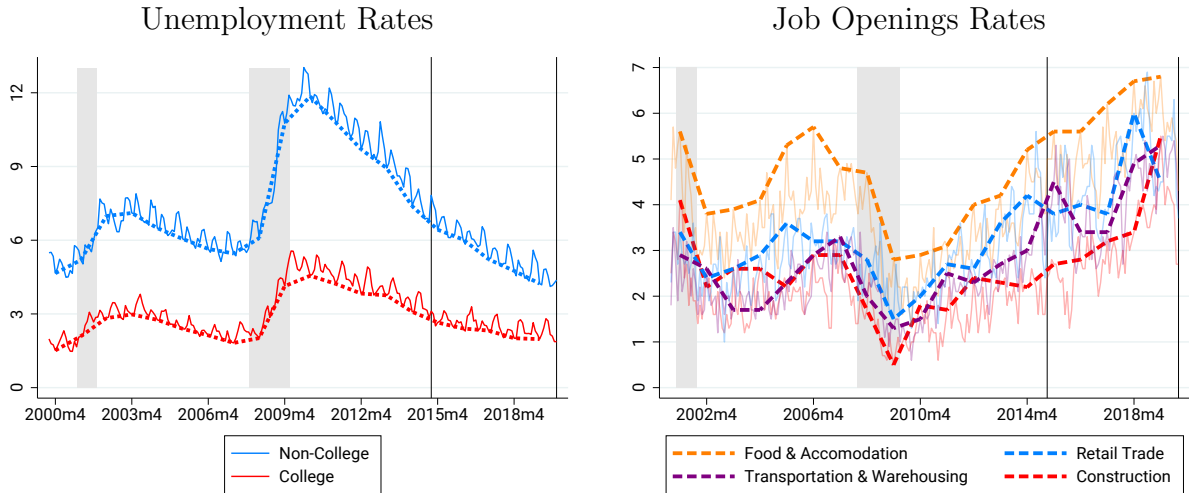 Unemployment Rates
12
9
6
3
0
2000m4 2003m4 2006m4 2009m4 2012m4 2015m4 2018m4
Non-College
College
Job Openings Rates
7
6
5
4
3
2
1
0
2002m4 2006m4 2010m4 2014m4 2018m4
Food & Accomodation Retail Trade
Transportation & Warehousing Construction